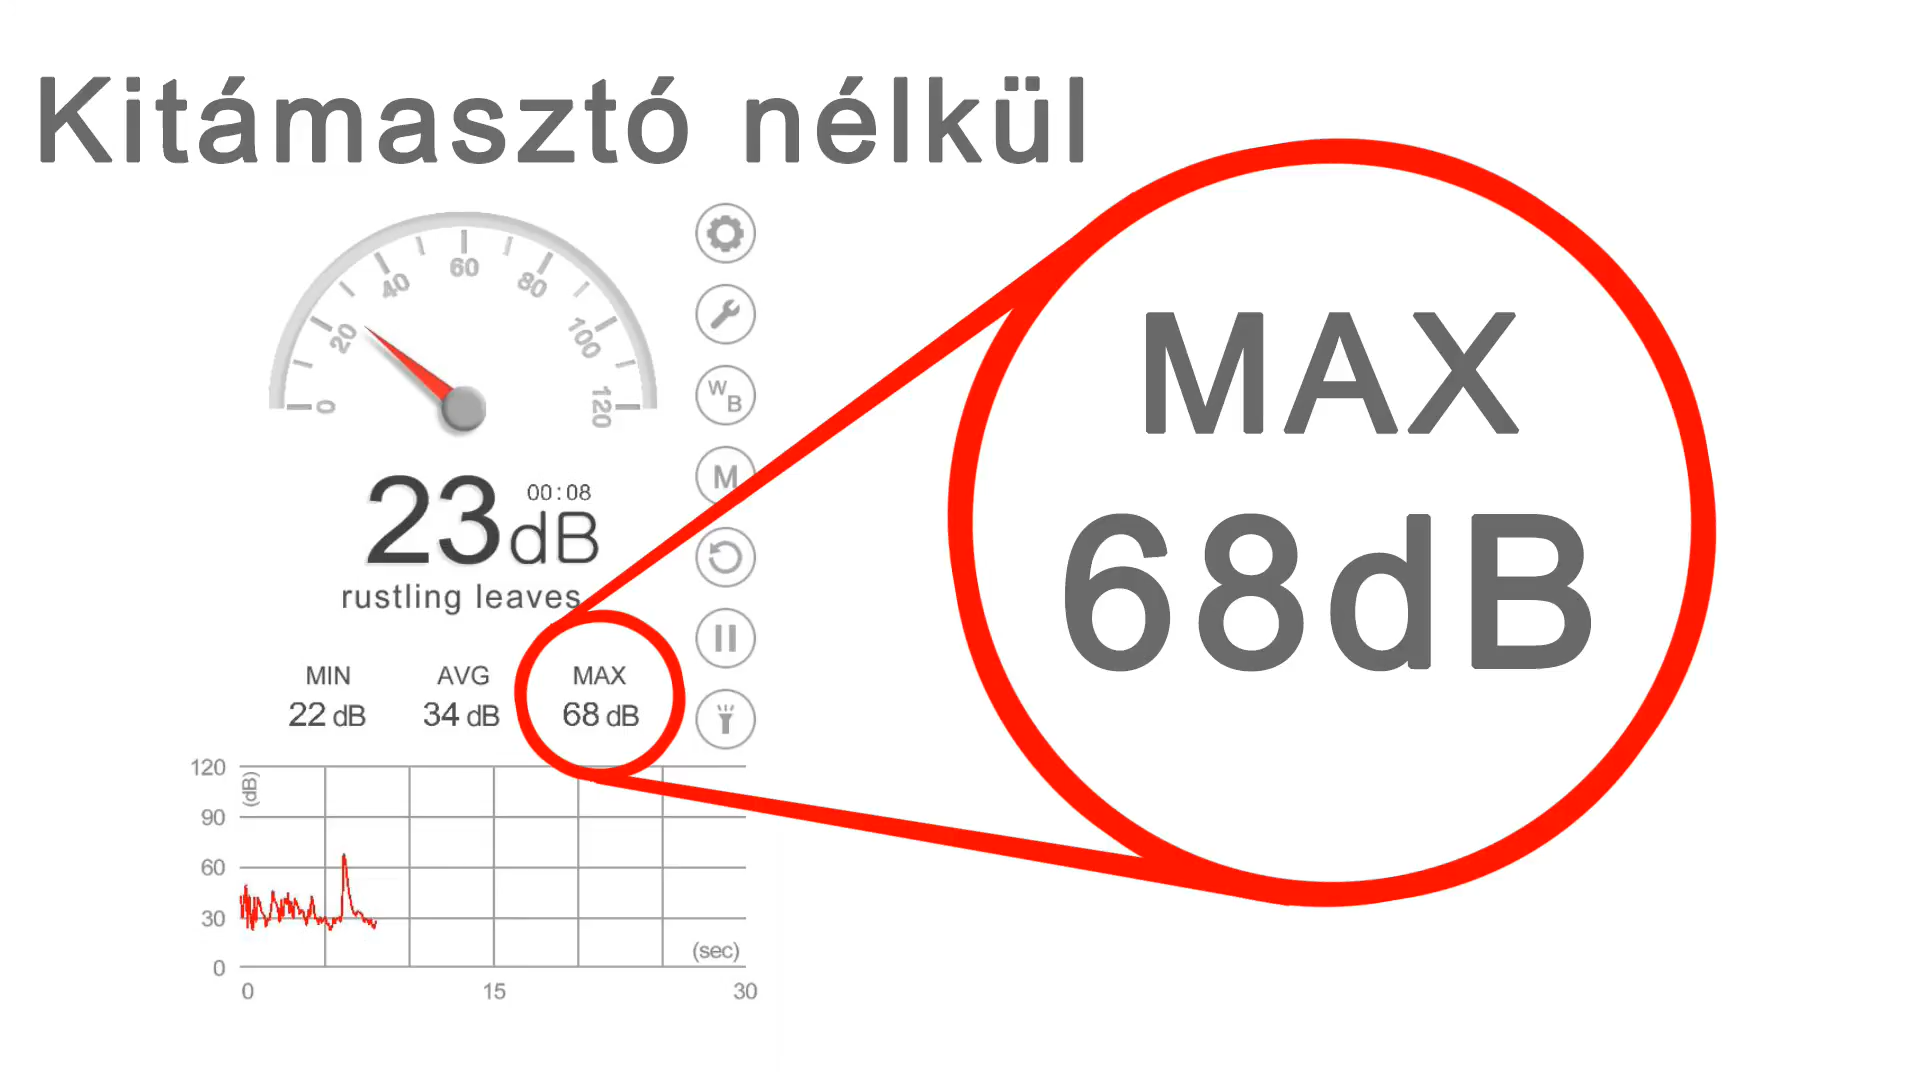 Kitámasztó nélkül
0
20
40
60
80
100
120
W
B
M
00:08
23dB
rustling leaves
MIN
AVG
MAX
22 dB
34 dB
68 dB
MAX
68dB
120
(dB)
90
60
30
0
(sec)
0
15
30